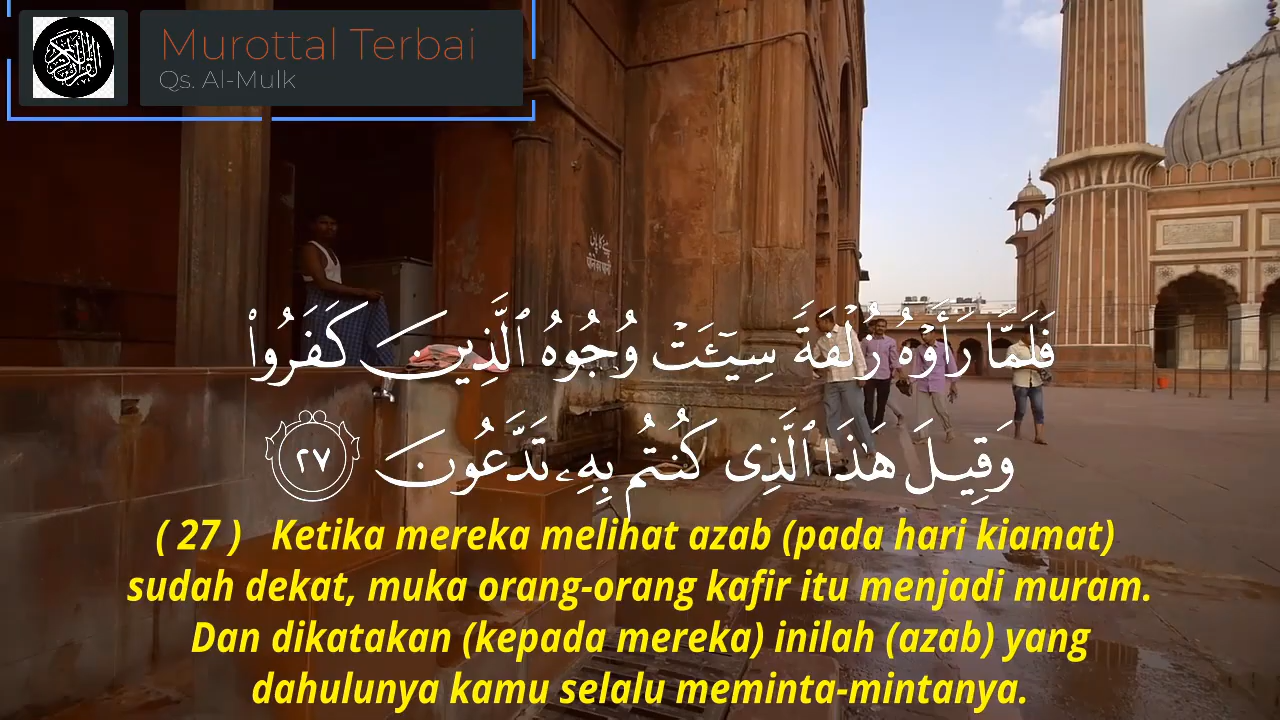 Murottal Terbai
Qs. Al-Mulk
فَلَمَّا رَأَوْهُ زُلْفَةً سِيٓـَٔتْ وُجُوهُ ٱلَّذِينَ كَفَرُوا۟
وَقِيلَ هَـٰذَا ٱلَّذِى كُنتُم بِهِۦ تَدَّعُونَ ٢٧
( 27 ) Ketika mereka melihat azab (pada hari kiamat)
sudah dekat, muka orang-orang kafir itu menjadi muram.
Dan dikatakan (kepada mereka) inilah (azab) yang
dahulunya kamu selalu meminta-mintanya.